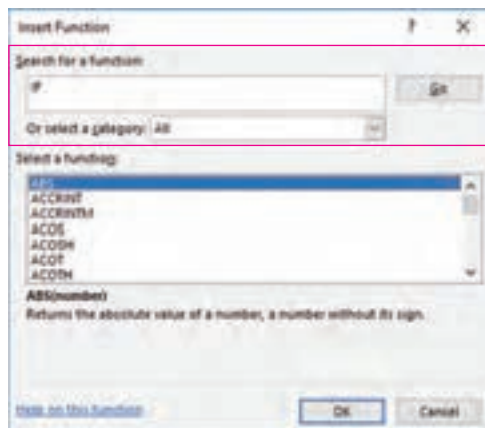 Insert Function ? ×
Search for a function:
IF
Go
Or select a category: All
Select a function:
ABS
ACCRINT
ACCRINTM
ACOS
ACOSH
ACOT
ACOTH
ABS(number)
Returns the absolute value of a number, a number without its sign.
Help on this function
OK Cancel